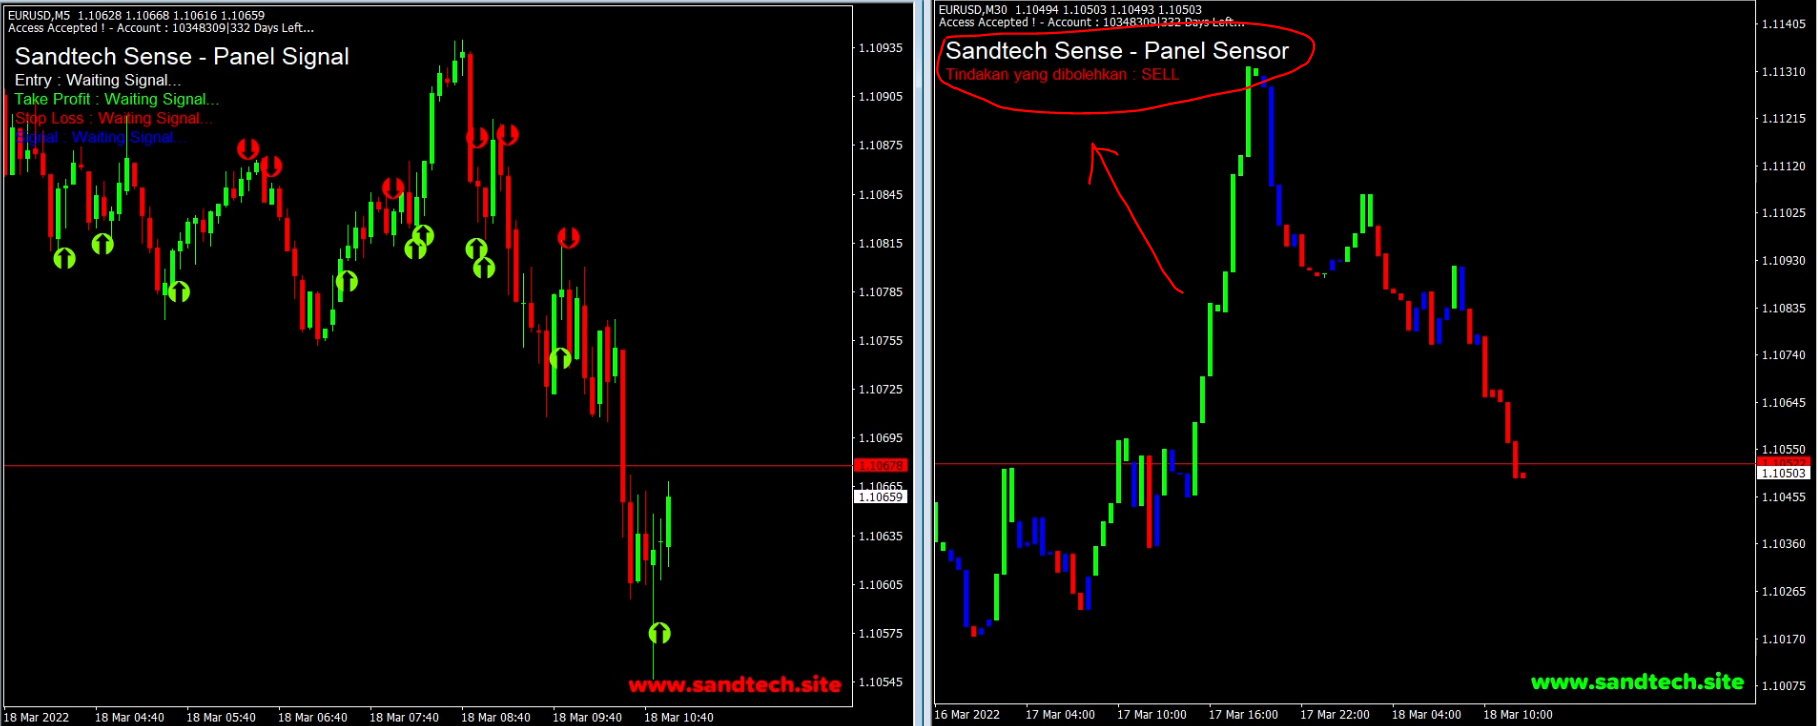 EURUSD,M5 1.10628 1.10668 1.10616 1.10659
Access Accepted ! - Account : 10348309|332 Days Left...
Sandtech Sense - Panel Signal
Entry : Waiting Signal...
Take Profit : Waiting Signal...
Stop Loss : Waiting Signal...
Signal : Waiting Signal...
1.10935
1.10905
1.10875
1.10845
1.10815
1.10785
1.10755
1.10725
1.10695
1.10678
1.10665
1.10659
1.10635
1.10605
1.10575
1.10545
www.sandtech.site
18 Mar 2022
18 Mar 04:40
18 Mar 05:40
18 Mar 06:40
18 Mar 07:40
18 Mar 08:40
18 Mar 09:40
18 Mar 10:40
EURUSD,M30 1.10494 1.10503 1.10493 1.10503
Access Accepted ! - Account : 10348309|332 Days Left...
Sandtech Sense - Panel Sensor
Tindakan yang dibolehkan : SELL
1.11405
1.11310
1.11215
1.11120
1.11025
1.10930
1.10835
1.10740
1.10645
1.10550
1.10503
1.10455
1.10360
1.10265
1.10170
1.10075
www.sandtech.site
16 Mar 2022
17 Mar 04:00
17 Mar 10:00
17 Mar 16:00
17 Mar 22:00
18 Mar 04:00
18 Mar 10:00